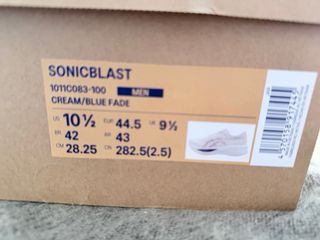 SONICBLAST
1011C083-100 MEN
CREAM/BLUE FADE
US 10½ EUR 44.5 UK 9½
BR 42 AR 43
CM 28.25 CN 282.5(2.5)